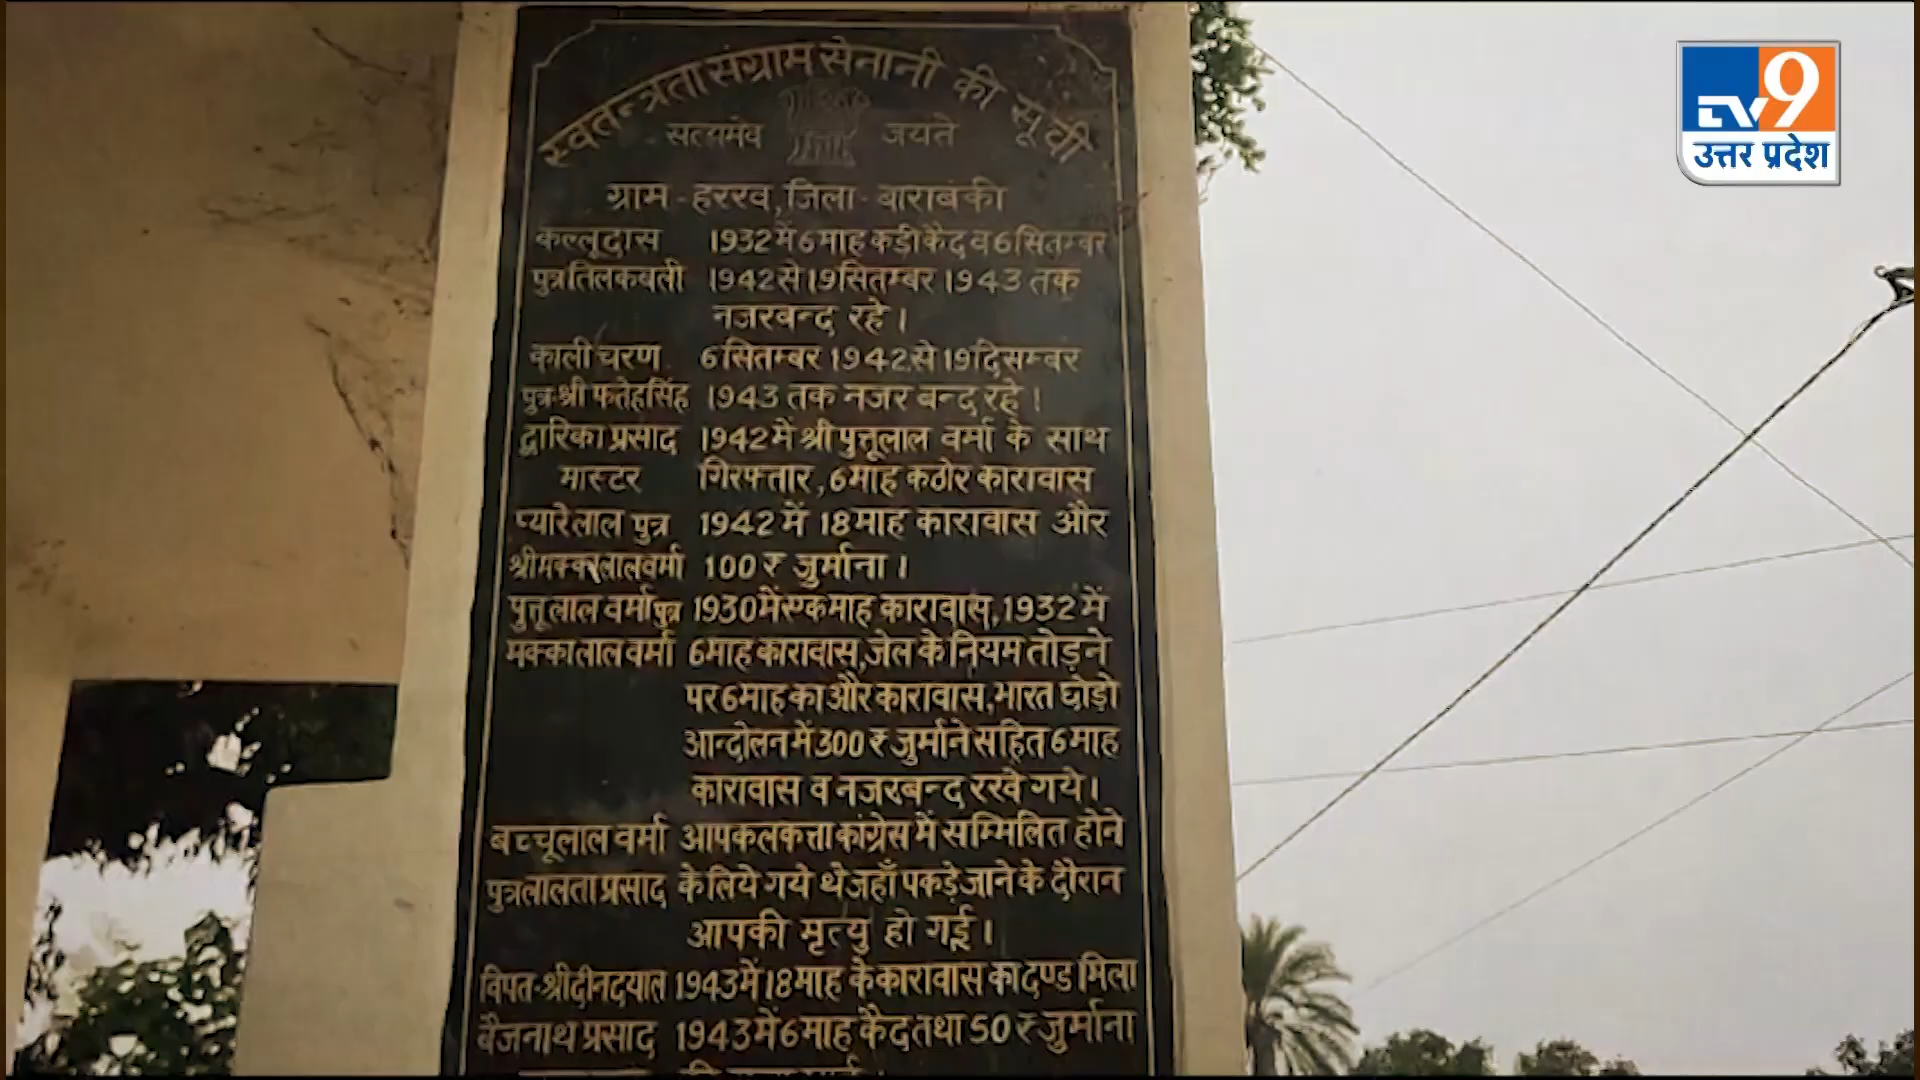 स्वतन्त्रता संग्राम सेनानी की सूची
सत्यमेव जयते
ग्राम - हररव, जिला - बाराबंकी
कल्लूदास 1932 में 6 माह कड़ी कैद व 6 सितम्बर
पुत्र तिलकबली 1942 से 19 सितम्बर 1943 तक
नजरबन्द रहे।
काली चरण 6 सितम्बर 1942 से 19 दिसम्बर
पुत्र श्री फतेहसिंह 1943 तक नजर बन्द रहे।
द्वारिका प्रसाद 1942 में श्री पुत्तूलाल वर्मा के साथ
मास्टर गिरफ्तार, 6 माह कठोर कारावास
प्यारेलाल पुत्र 1942 में 18 माह कारावास और
श्री मक्कालाल वर्मा 100 ₹ जुर्माना।
पुत्तूलाल वर्मा पुत्र 1930 में एक माह कारावास, 1932 में
मक्कालाल वर्मा 6 माह कारावास, जेल के नियम तोड़ने
पर 6 माह का और कारावास, भारत छोड़ो
आन्दोलन में 300 ₹ जुर्माने सहित 6 माह
कारावास व नजरबन्द रखे गये।
बच्चूलाल वर्मा आप कलकत्ता कांग्रेस में सम्मिलित होने
पुत्र लालता प्रसाद के लिये गये थे जहाँ पकड़े जाने के दौरान
आपकी मृत्यु हो गई।
विपत - श्री दीनदयाल 1943 में 18 माह के कारावास का दण्ड मिला
बैजनाथ प्रसाद 1943 में 6 माह कैद तथा 50 ₹ जुर्माना
TV9
उत्तर प्रदेश